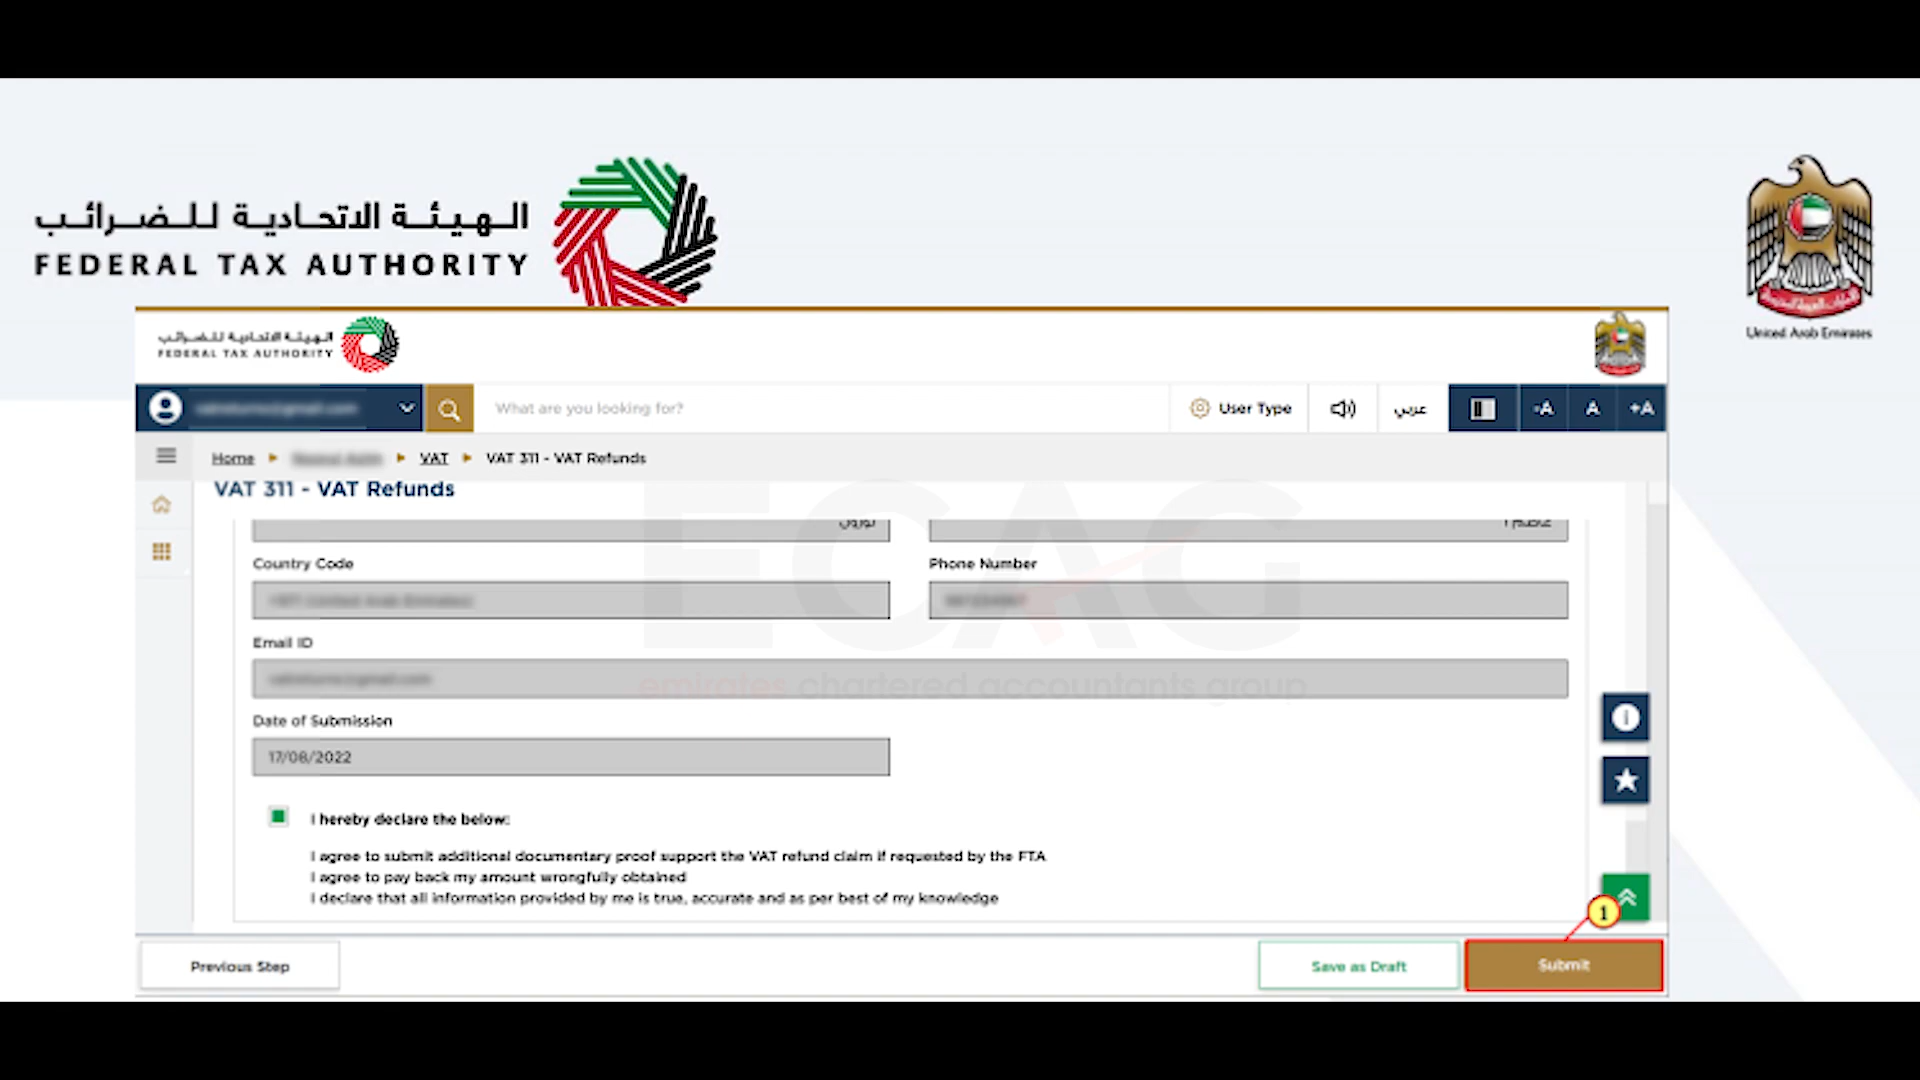 الهيئة الاتحادية للضرائب
FEDERAL TAX AUTHORITY
United Arab Emirates
الهيئة الاتحادية للضرائب
FEDERAL TAX AUTHORITY
What are you looking for?
User Type
عربي
-A
A
+A
Home
VAT
VAT 311 - VAT Refunds
VAT 311 - VAT Refunds
ECAG
emirates chartered accountants group
Country Code
Phone Number
Email ID
Date of Submission
17/08/2022
I hereby declare the below:
I agree to submit additional documentary proof support the VAT refund claim if requested by the FTA
I agree to pay back my amount wrongfully obtained
I declare that all information provided by me is true, accurate and as per best of my knowledge
1
Previous Step
Save as Draft
Submit